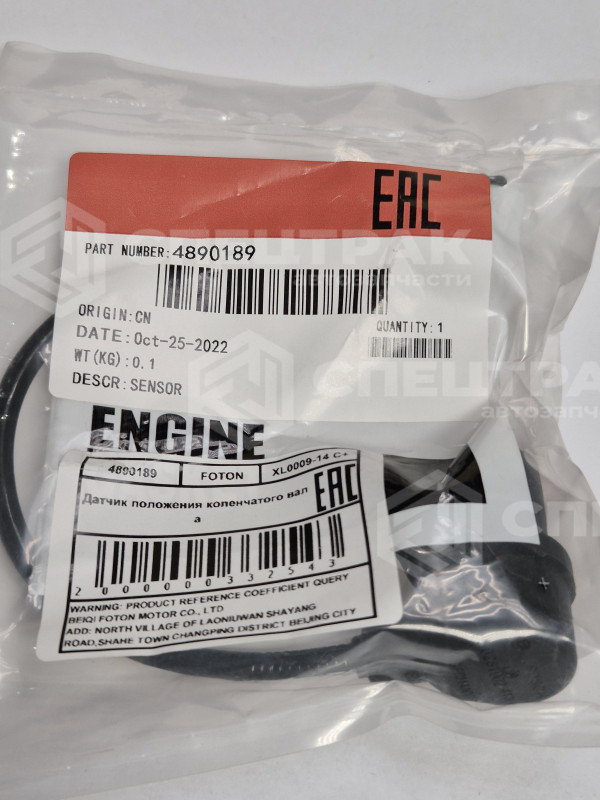 EAC
PART NUMBER:4890189
ORIGIN:CN
DATE:Oct-25-2022
WT(KG):0.1
DESCR:SENSOR
QUANTITY:1
ENGINE
4890189 FOTON XL0009-14 C+
Датчик положения коленчатого вал
а
EAC
2000000332543
WARNING: PRODUCT REFERENCE COEFFICIENT QUERY
BEIQI FOTON MOTOR CO., LTD
ADD: NORTH VILLAGE OF LAONIUWAN SHAYANG
ROAD,SHAHE TOWN CHANGPING DISTRICT BEIJING CITY
СПЕЦТРАК
автозапчасти